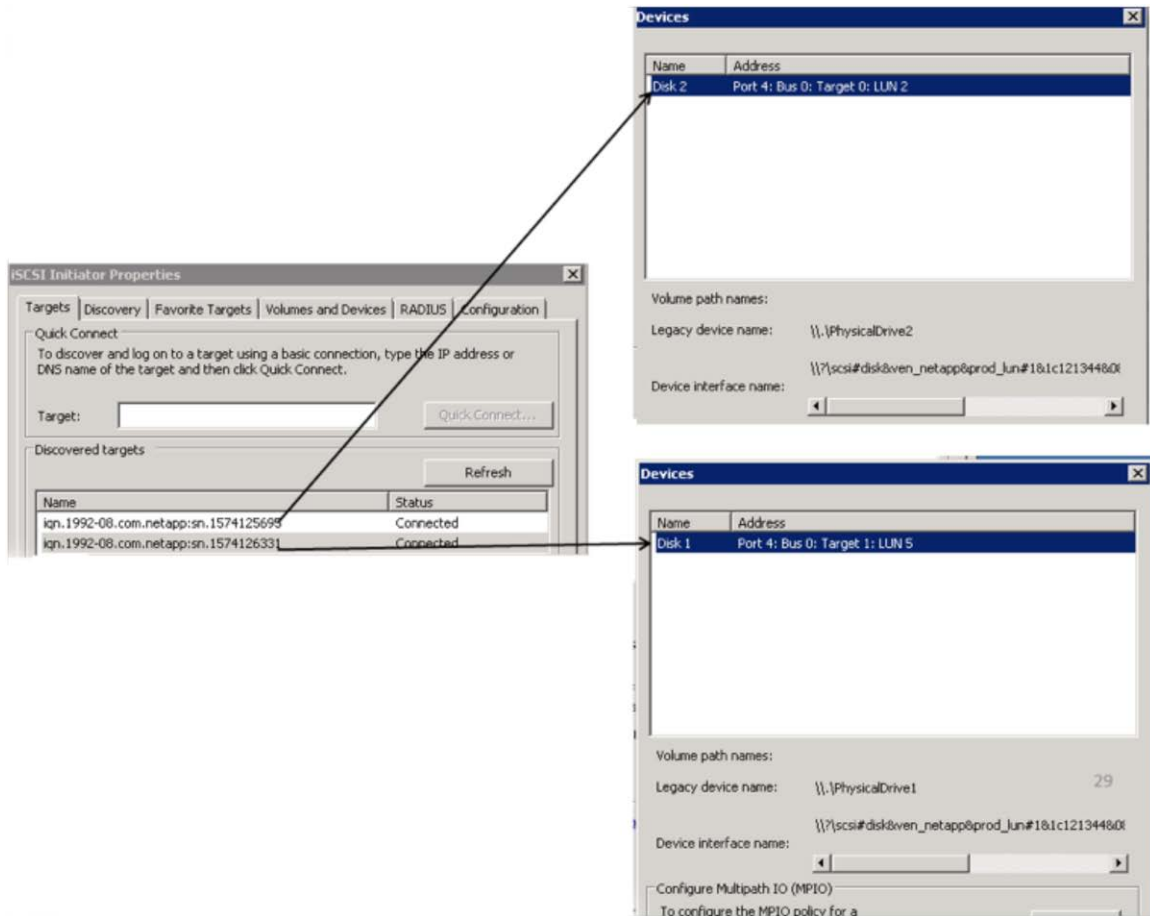 Devices
Name Address
Disk 2 Port 4: Bus 0: Target 0: LUN 2
Volume path names:
Legacy device name: \\.\PhysicalDrive2
\\?\scsi#disk&ven_netapp&prod_lun#1&1c121344&0&
Device interface name:
iSCSI Initiator Properties
Targets Discovery Favorite Targets Volumes and Devices RADIUS Configuration
Quick Connect
To discover and log on to a target using a basic connection, type the IP address or
DNS name of the target and then click Quick Connect.
Target: Quick Connect...
Discovered targets
Refresh
Name Status
iqn.1992-08.com.netapp:sn.1574125695 Connected
iqn.1992-08.com.netapp:sn.1574126331 Connected
Devices
Name Address
Disk 1 Port 4: Bus 0: Target 1: LUN 5
Volume path names:
Legacy device name: \\.\PhysicalDrive1
29
\\?\scsi#disk&ven_netapp&prod_lun#1&1c121344&0&
Device interface name:
Configure Multipath IO (MPIO)
To configure the MPIO policy for a